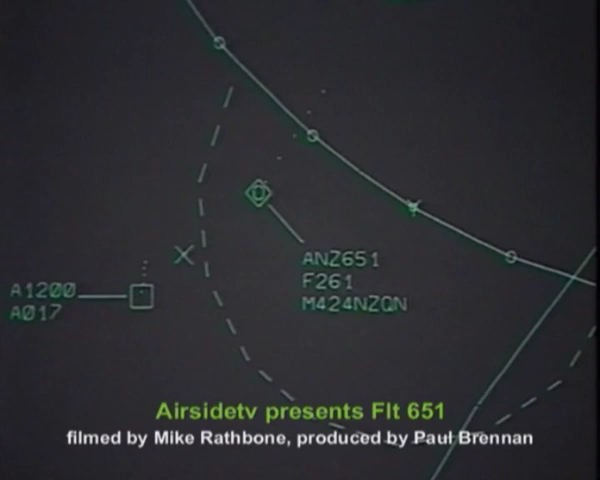 ANZ651
F261
M424NZQN
A1200
A017
Airsidetv presents Flt 651
filmed by Mike Rathbone, produced by Paul Brennan